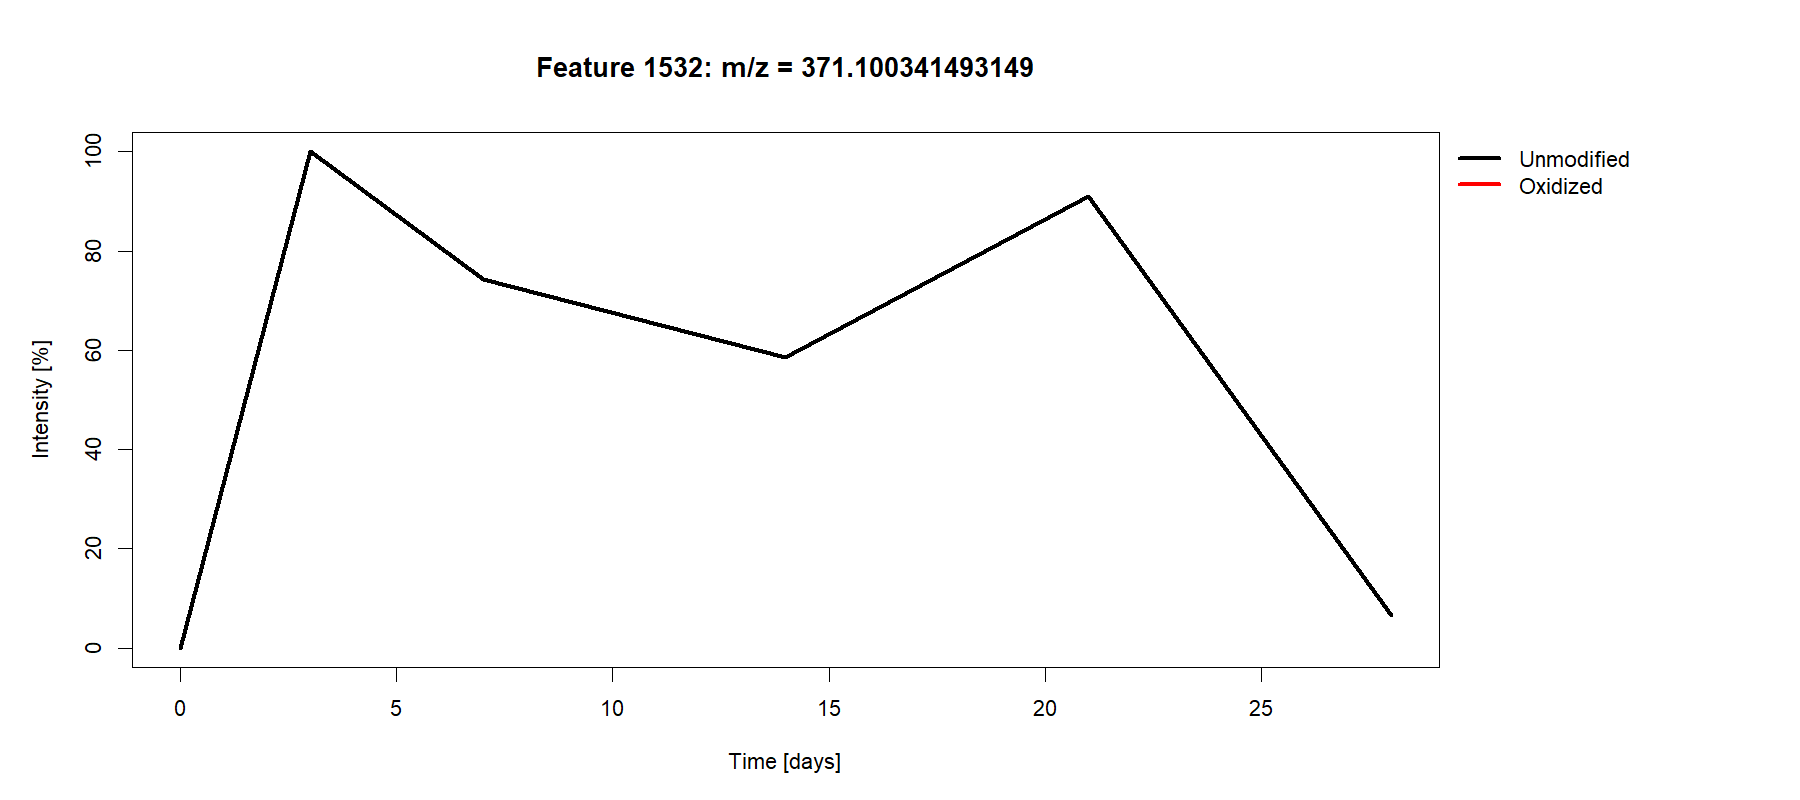 Feature 1532: m/z = 371.100341493149
Unmodified
Oxidized
Intensity [%]
100
80
60
40
20
0
0 5 10 15 20 25
Time [days]